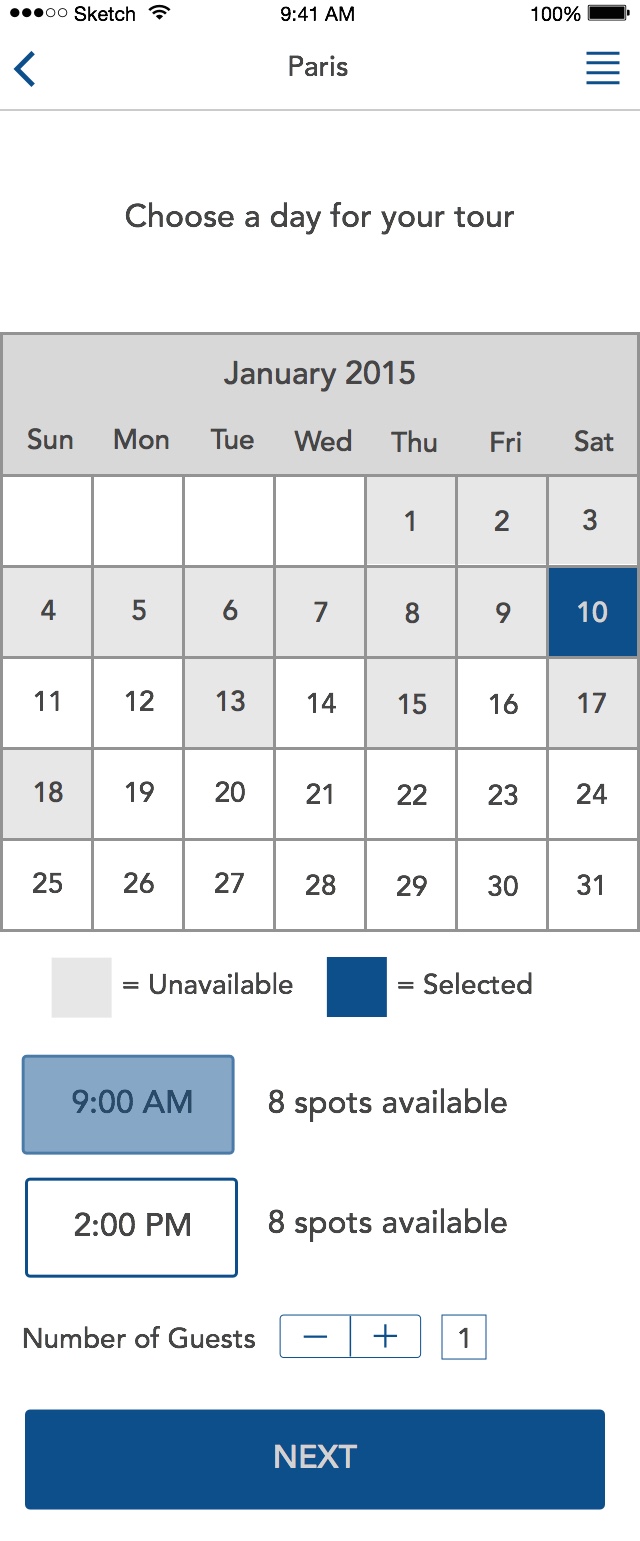 Sketch 9:41 AM 100%
Paris
Choose a day for your tour
January 2015
Sun Mon Tue Wed Thu Fri Sat
1 2 3
4 5 6 7 8 9 10
11 12 13 14 15 16 17
18 19 20 21 22 23 24
25 26 27 28 29 30 31
= Unavailable = Selected
9:00 AM 8 spots available
2:00 PM 8 spots available
Number of Guests − + 1
NEXT